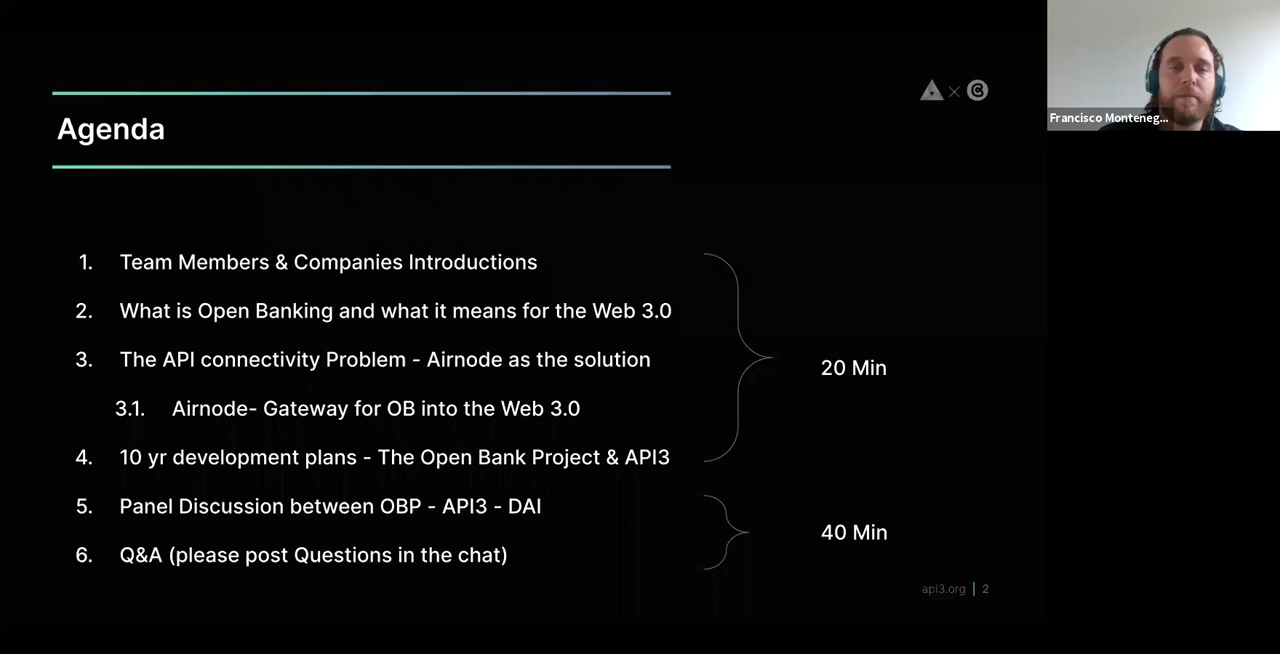 Agenda
1. Team Members & Companies Introductions
2. What is Open Banking and what it means for the Web 3.0
3. The API connectivity Problem - Airnode as the solution
3.1. Airnode- Gateway for OB into the Web 3.0
4. 10 yr development plans - The Open Bank Project & API3
20 Min
5. Panel Discussion between OBP - API3 - DAI
6. Q&A (please post Questions in the chat)
40 Min
api3.org | 2
Francisco Monteneg...